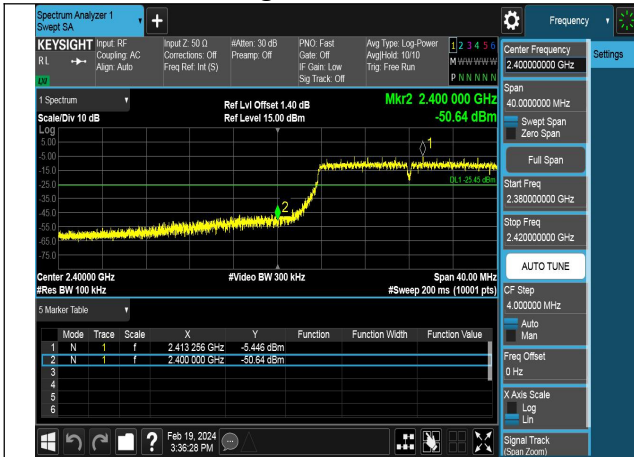 Spectrum Analyzer 1
Swept SA
Frequency
KEYSIGHT
RL
Input: RF
Coupling: AC
Align: Auto
Input Z: 50 Ω
Corrections: Off
Freq Ref: Int (S)
#Atten: 30 dB
Preamp: Off
PNO: Fast
Gate: Off
IF Gain: Low
Sig Track: Off
Avg Type: Log-Power
Avg|Hold: 10/10
Trig: Free Run
1 2 3 4 5 6
M W W W W W
P N N N N N
1 Spectrum
Scale/Div 10 dB
Ref Lvl Offset 1.40 dB
Ref Level 15.00 dBm
Mkr2 2.400 000 GHz
-50.64 dBm
Log
5.00
-5.00
-15.0
-25.0
-35.0
-45.0
-55.0
-65.0
-75.0
1
2
DL1 -25.45 dBm
Center 2.40000 GHz
#Res BW 100 kHz
#Video BW 300 kHz
Span 40.00 MHz
#Sweep 200 ms (10001 pts)
5 Marker Table
Mode Trace Scale X Y Function Function Width Function Value
1 N 1 f 2.413 256 GHz -5.446 dBm
2 N 1 f 2.400 000 GHz -50.64 dBm
3
4
5
6
Feb 19, 2024
3:36:28 PM
Center Frequency
2.400000000 GHz
Span
40.0000000 MHz
Swept Span
Zero Span
Full Span
Start Freq
2.380000000 GHz
Stop Freq
2.420000000 GHz
AUTO TUNE
CF Step
4.000000 MHz
Auto
Man
Freq Offset
0 Hz
X Axis Scale
Log
Lin
Signal Track
(Span Zoom)
Settings